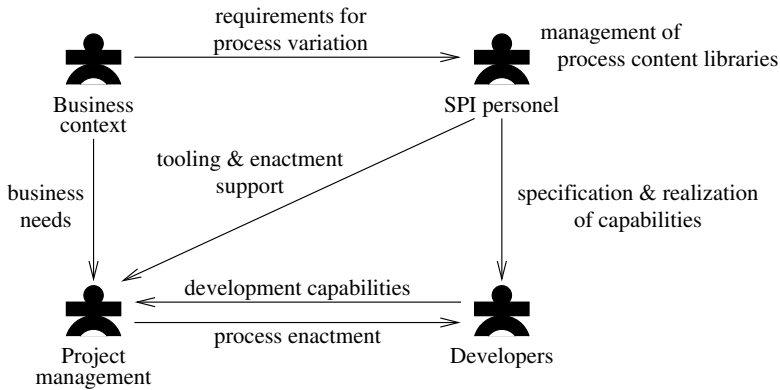 requirements for
process variation
management of
process content libraries
Business
context
SPI personel
tooling & enactment
support
business
needs
specification & realization
of capabilities
development capabilities
process enactment
Project
management
Developers